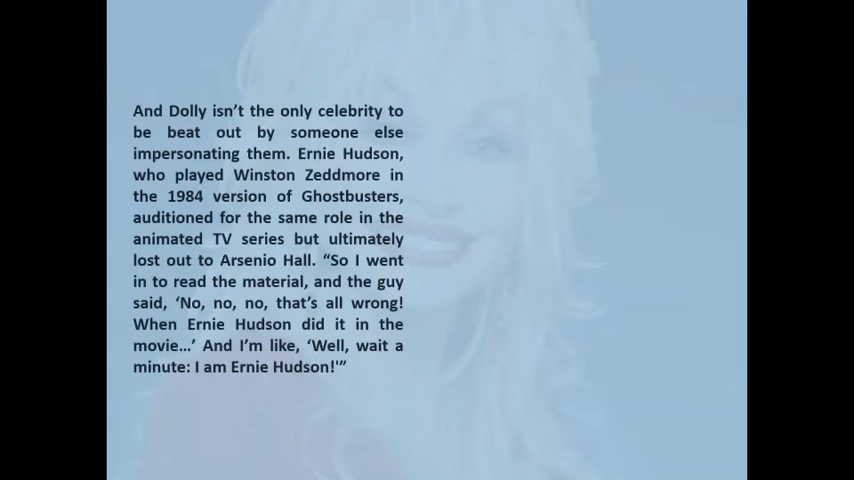 And Dolly isn’t the only celebrity to
be beat out by someone else
impersonating them. Ernie Hudson,
who played Winston Zeddmore in
the 1984 version of Ghostbusters,
auditioned for the same role in the
animated TV series but ultimately
lost out to Arsenio Hall. “So I went
in to read the material, and the guy
said, ‘No, no, no, that’s all wrong!
When Ernie Hudson did it in the
movie…’ And I’m like, ‘Well, wait a
minute: I am Ernie Hudson!'”